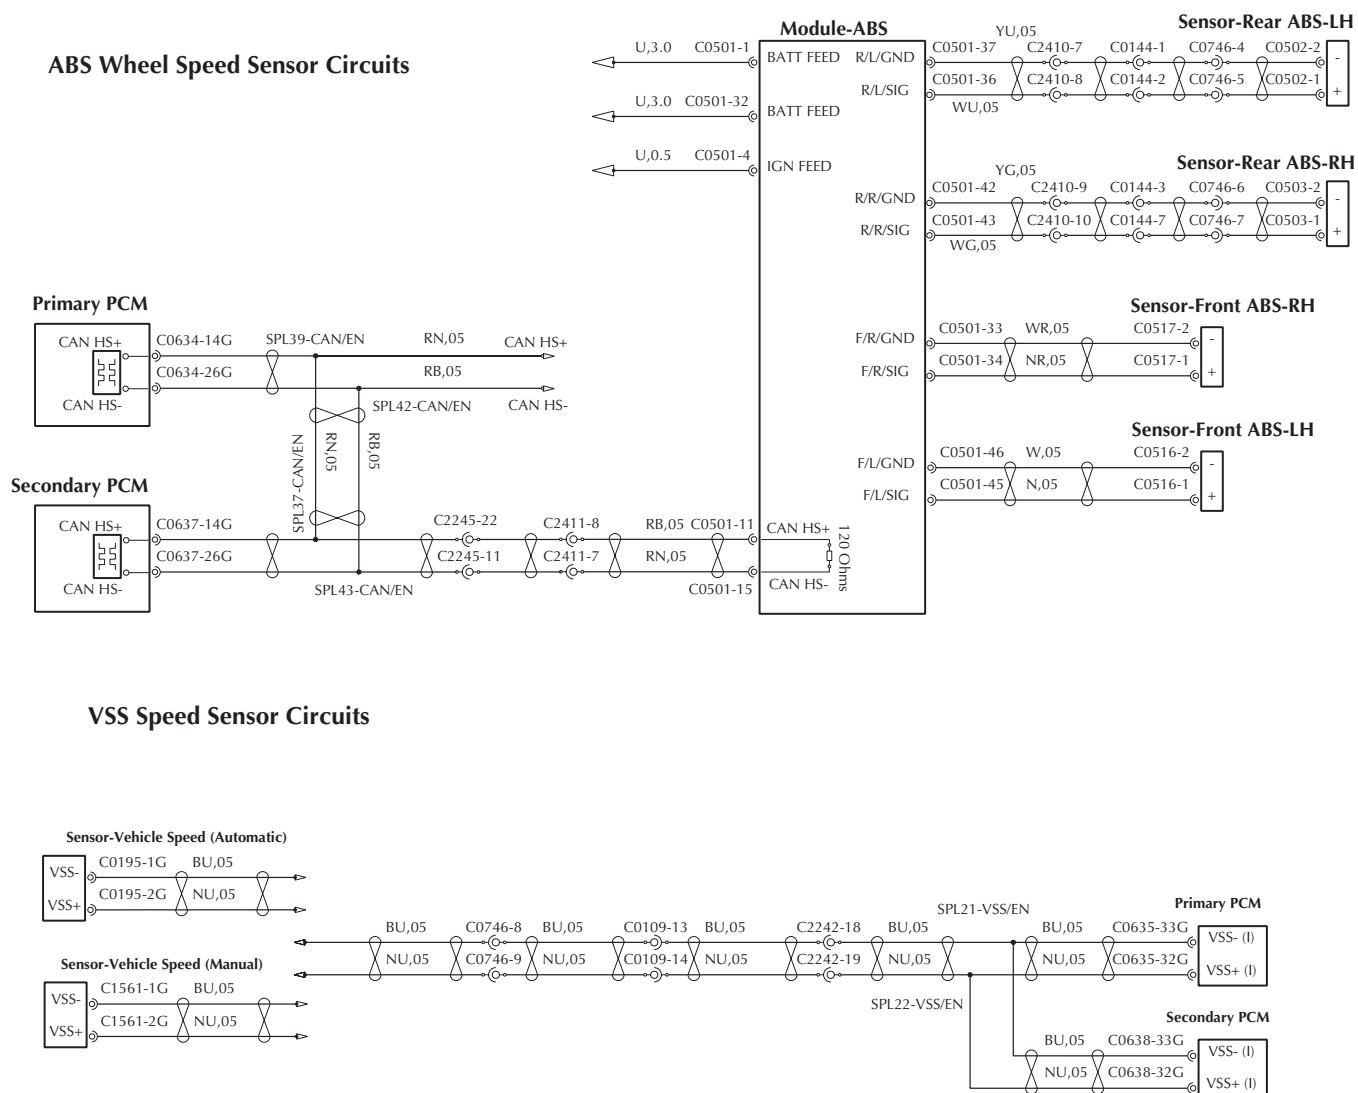 ABS Wheel Speed Sensor Circuits
Module-ABS
U,3.0 C0501-1 BATT FEED
U,3.0 C0501-32 BATT FEED
U,0.5 C0501-4 IGN FEED
Sensor-Rear ABS-LH
YU,05
R/L/GND C0501-37 C2410-7 C0144-1 C0746-4 C0502-2 -
R/L/SIG C0501-36 C2410-8 C0144-2 C0746-5 C0502-1 +
WU,05
Sensor-Rear ABS-RH
YG,05
R/R/GND C0501-42 C2410-9 C0144-3 C0746-6 C0503-2 -
R/R/SIG C0501-43 C2410-10 C0144-7 C0746-7 C0503-1 +
WG,05
Sensor-Front ABS-RH
F/R/GND C0501-33 WR,05 C0517-2 -
F/R/SIG C0501-34 NR,05 C0517-1 +
Sensor-Front ABS-LH
F/L/GND C0501-46 W,05 C0516-2 -
F/L/SIG C0501-45 N,05 C0516-1 +
Primary PCM
CAN HS+ C0634-14G SPL39-CAN/EN RN,05 CAN HS+
C0634-26G RB,05
CAN HS- SPL42-CAN/EN CAN HS-
SPL37-CAN/EN
RN,05
RB,05
Secondary PCM
CAN HS+ C0637-14G C2245-22 C2411-8 RB,05 C0501-11 CAN HS+
C0637-26G C2245-11 C2411-7 RN,05
CAN HS- SPL43-CAN/EN C0501-15 CAN HS-
120 Ohms
VSS Speed Sensor Circuits
Sensor-Vehicle Speed (Automatic)
VSS- C0195-1G BU,05
VSS+ C0195-2G NU,05
Sensor-Vehicle Speed (Manual)
VSS- C1561-1G BU,05
VSS+ C1561-2G NU,05
SPL21-VSS/EN
Primary PCM
BU,05 C0746-8 BU,05 C0109-13 BU,05 C2242-18 BU,05 BU,05 C0635-33G VSS- (I)
NU,05 C0746-9 NU,05 C0109-14 NU,05 C2242-19 NU,05 NU,05 C0635-32G VSS+ (I)
SPL22-VSS/EN
Secondary PCM
BU,05 C0638-33G VSS- (I)
NU,05 C0638-32G VSS+ (I)